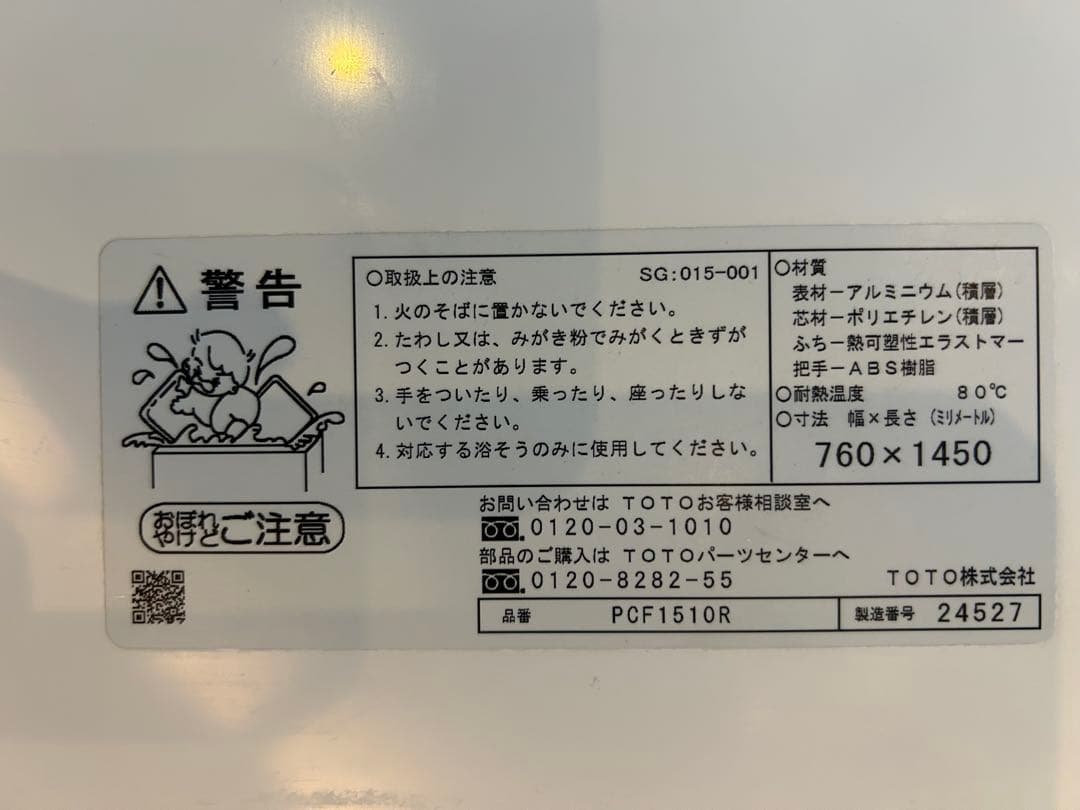 警告
おぼれ
やけど
ご注意
○取扱上の注意 SG:015-001
1. 火のそばに置かないでください。
2. たわし又は、みがき粉でみがくときずが
つくことがあります。
3. 手をついたり、乗ったり、座ったりしな
いでください。
4. 対応する浴そうのみに使用してください。
○材質
表材－アルミニウム(積層)
芯材－ポリエチレン(積層)
ふち－熱可塑性エラストマー
把手－ABS樹脂
○耐熱温度 80℃
○寸法 幅×長さ (ミリメートル)
760×1450
お問い合わせは TOTOお客様相談室へ
0120-03-1010
部品のご購入は TOTOパーツセンターへ
0120-8282-55
TOTO株式会社
品番 PCF1510R 製造番号 24527